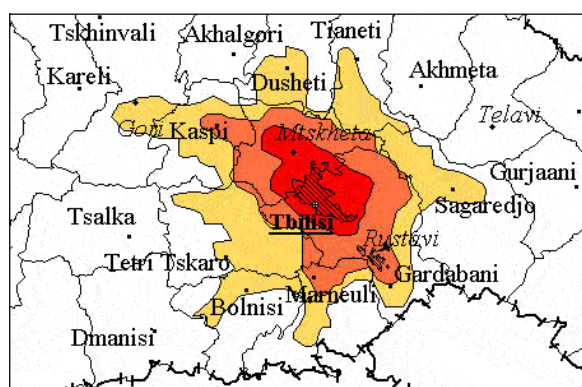 Tskhinvali
Akhalgori
Tianeti
Kareli
Dusheti
Akhmeta
Gori
Kaspi
Mtskheta
Telavi
Gurjaani
Tsalka
Tbilisi
Sagaredjo
Tetri Tskaro
Rustavi
Gardabani
Bolnisi
Marneuli
Dmanisi